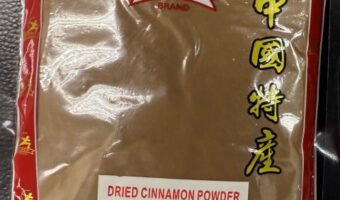 BRAND
中
國
特
產
DRIED CINNAMON POWDER